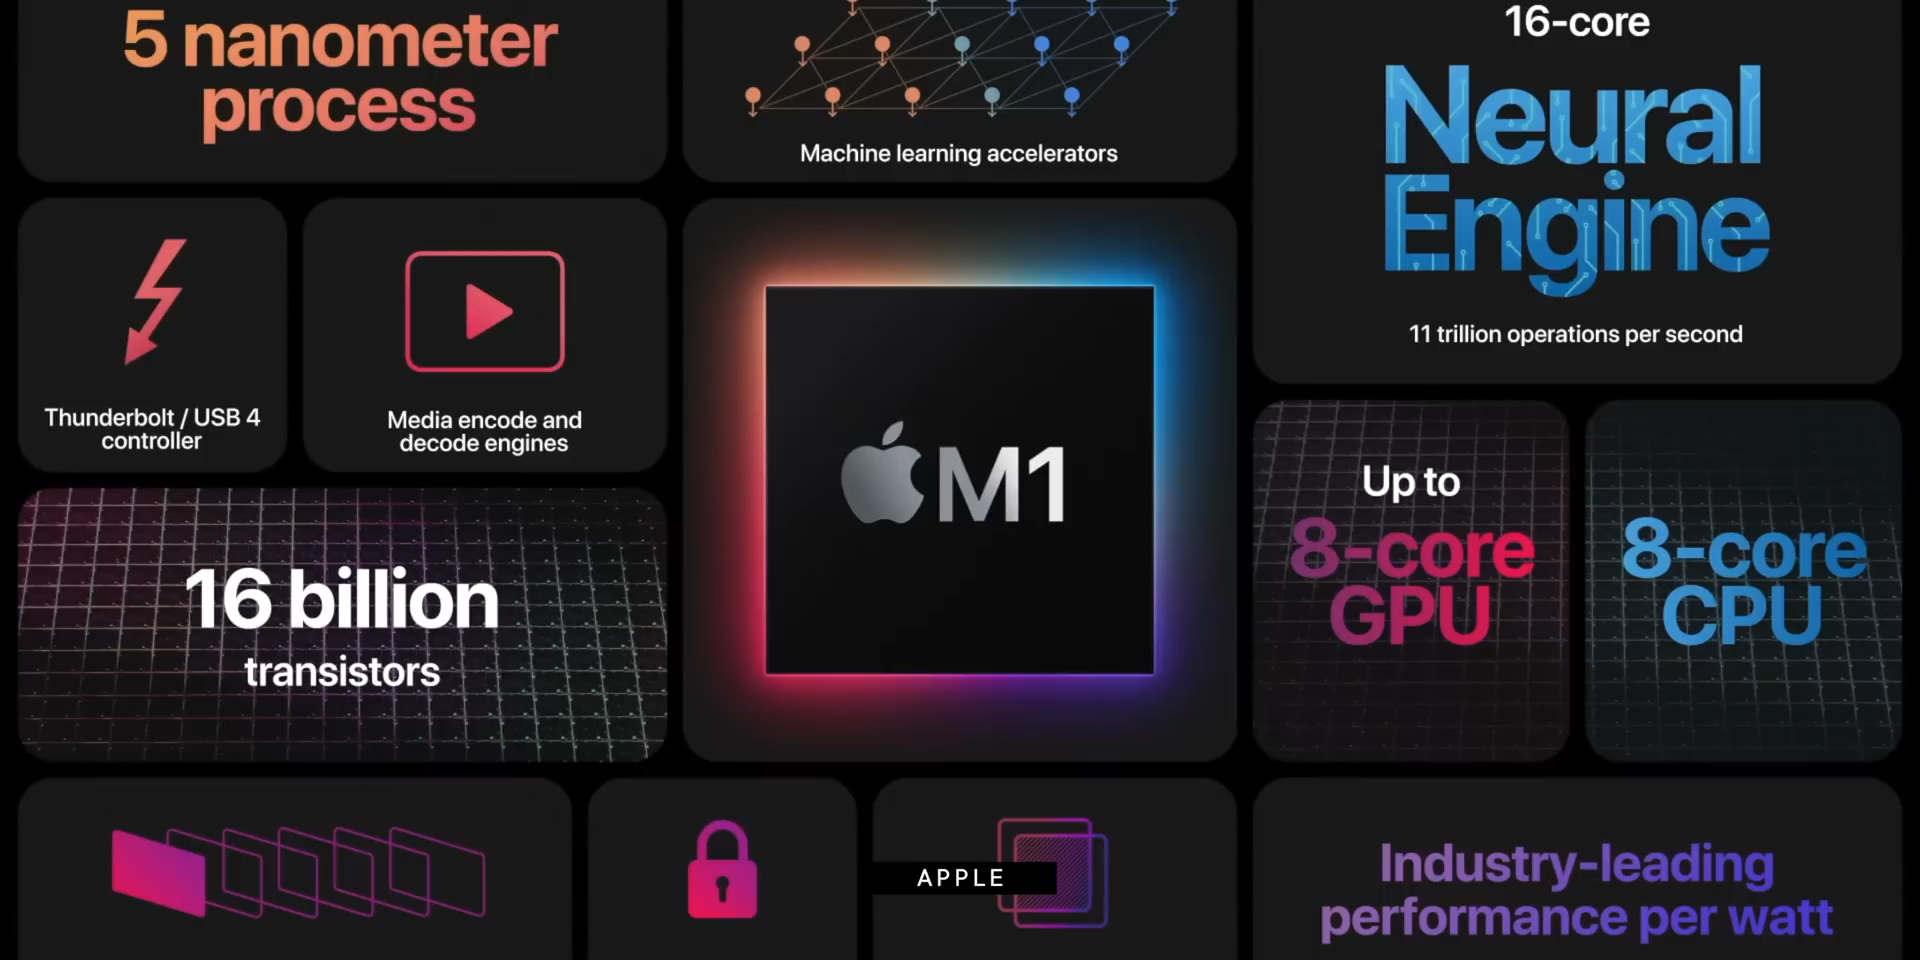 5 nanometer
process
Machine learning accelerators
16-core
Neural
Engine
11 trillion operations per second
Thunderbolt / USB 4
controller
Media encode and
decode engines
M1
16 billion
transistors
Up to
8-core
GPU
8-core
CPU
APPLE
Industry-leading
performance per watt